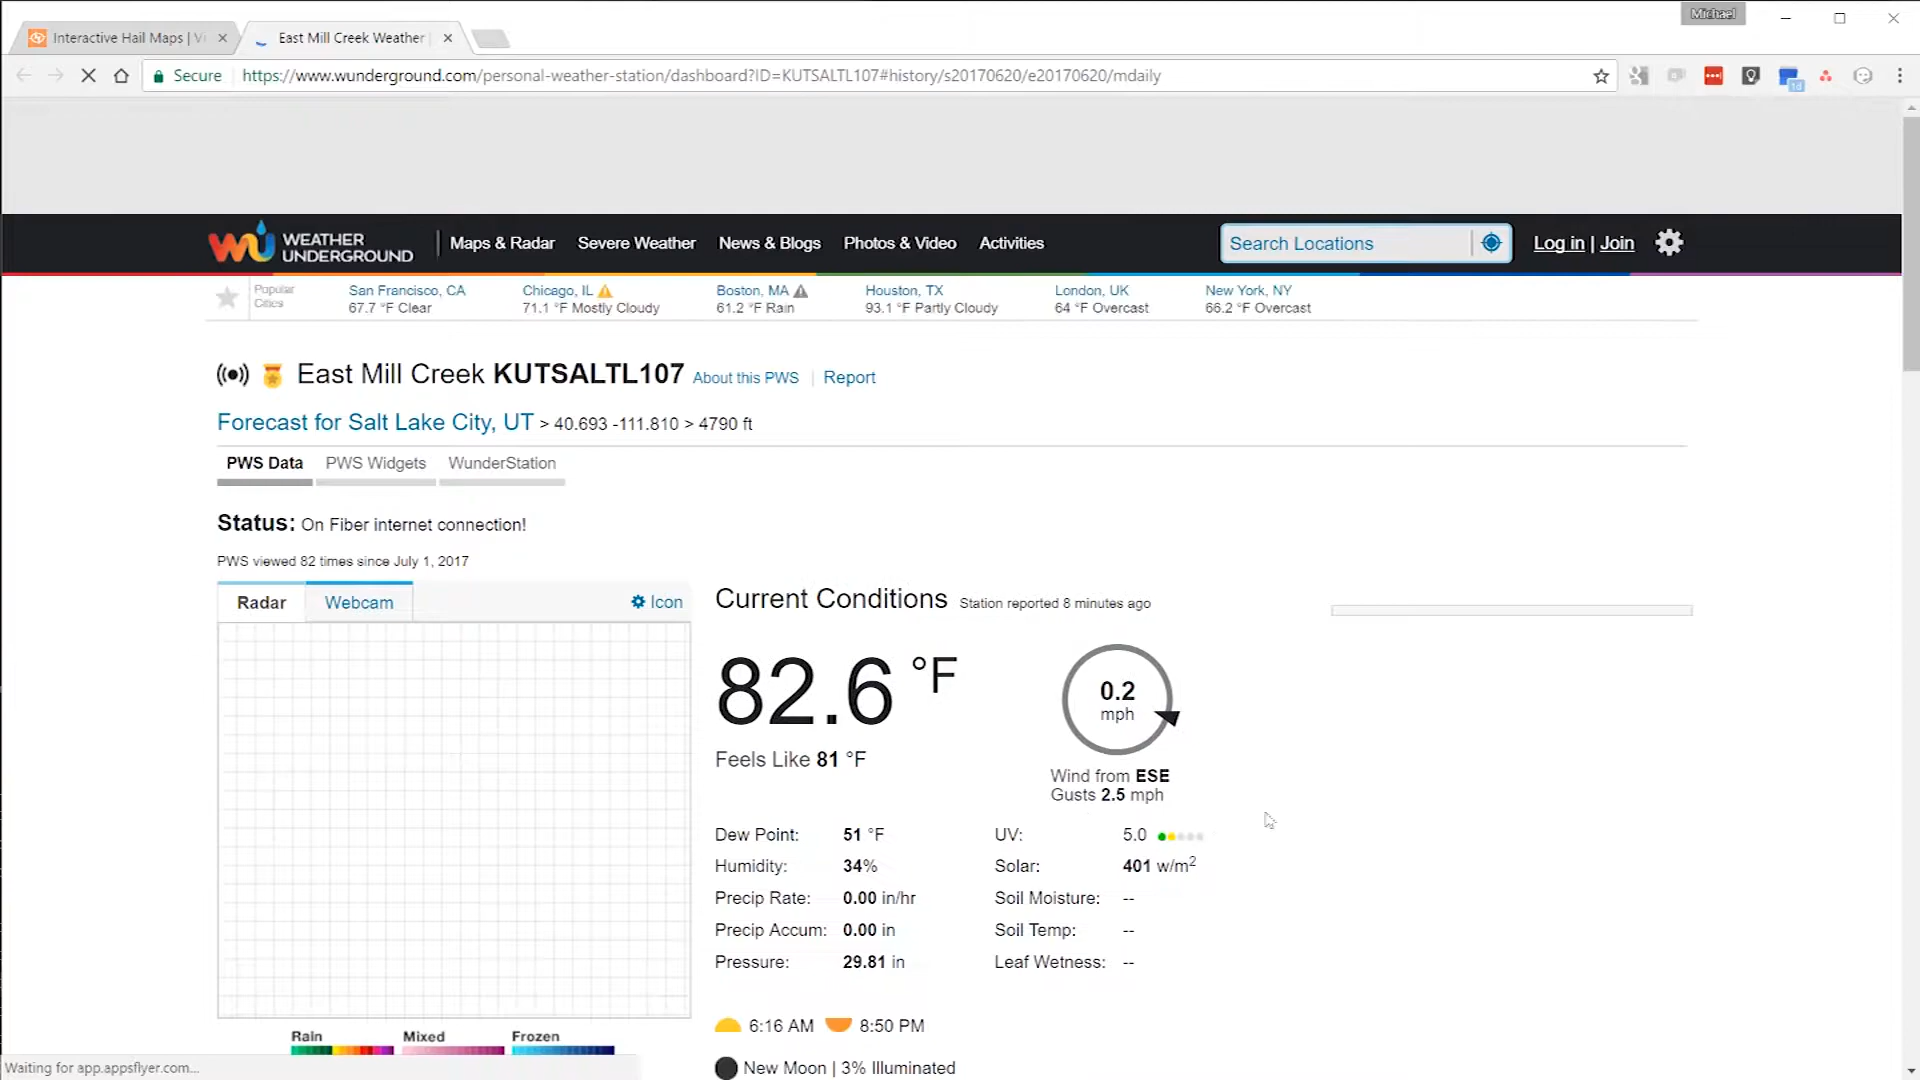 Michael
Interactive Hail Maps | Vi
East Mill Creek Weather |
Secure
https://www.wunderground.com/personal-weather-station/dashboard?ID=KUTSALTL107#history/s20170620/e20170620/mdaily
1d
WEATHER
UNDERGROUND
Maps & Radar Severe Weather News & Blogs Photos & Video Activities
Search Locations
Log in | Join
Popular
Cities
San Francisco, CA
67.7 °F Clear
Chicago, IL
71.1 °F Mostly Cloudy
Boston, MA
61.2 °F Rain
Houston, TX
93.1 °F Partly Cloudy
London, UK
64 °F Overcast
New York, NY
66.2 °F Overcast
East Mill Creek KUTSALTL107 About this PWS | Report
Forecast for Salt Lake City, UT > 40.693 -111.810 > 4790 ft
PWS Data PWS Widgets WunderStation
Status: On Fiber internet connection!
PWS viewed 82 times since July 1, 2017
Radar Webcam Icon
Rain Mixed Frozen
Current Conditions Station reported 8 minutes ago
82.6 °F
Feels Like 81 °F
0.2
mph
Wind from ESE
Gusts 2.5 mph
Dew Point: 51 °F
Humidity: 34%
Precip Rate: 0.00 in/hr
Precip Accum: 0.00 in
Pressure: 29.81 in
UV: 5.0
Solar: 401 w/m2
Soil Moisture: --
Soil Temp: --
Leaf Wetness: --
6:16 AM 8:50 PM
New Moon | 3% Illuminated
Waiting for app.appsflyer.com...